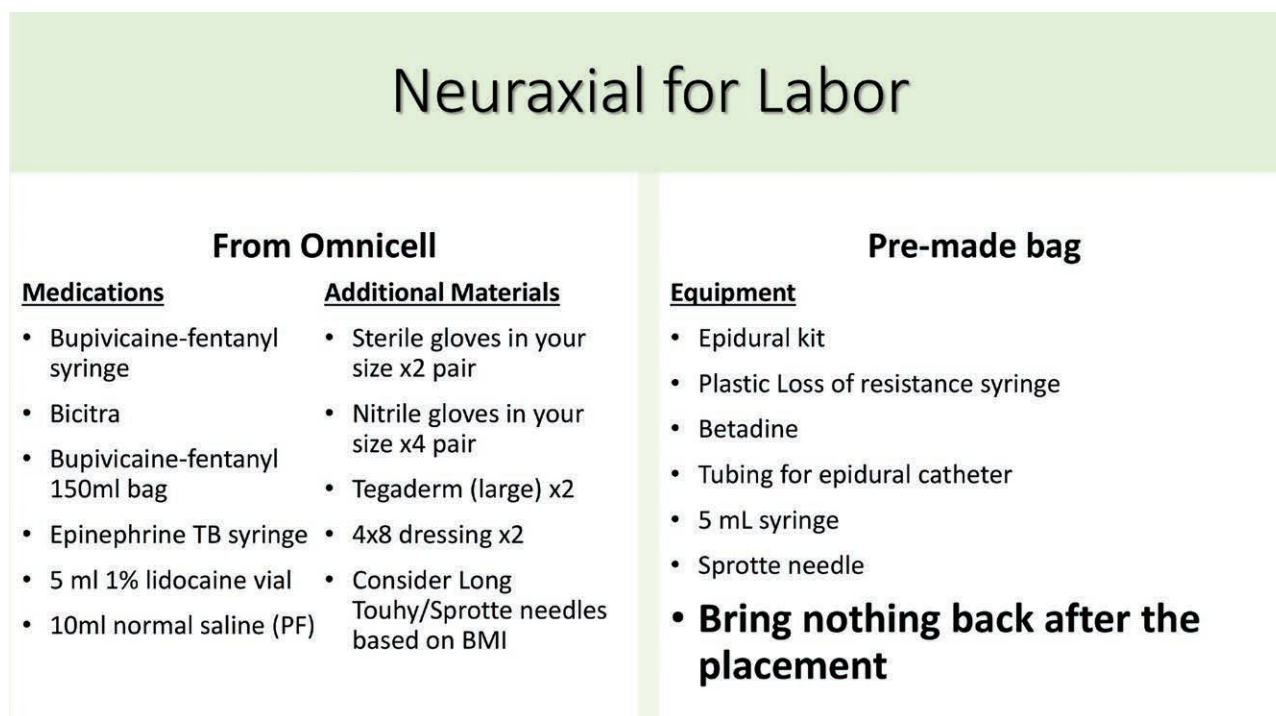 Neuraxial for Labor
From Omnicell
Medications
• Bupivicaine-fentanyl
syringe
• Bicitra
• Bupivicaine-fentanyl
150ml bag
• Epinephrine TB syringe
• 5 ml 1% lidocaine vial
• 10ml normal saline (PF)
Additional Materials
• Sterile gloves in your
size x2 pair
• Nitrile gloves in your
size x4 pair
• Tegaderm (large) x2
• 4x8 dressing x2
• Consider Long
Touhy/Sprotte needles
based on BMI
Pre-made bag
Equipment
• Epidural kit
• Plastic Loss of resistance syringe
• Betadine
• Tubing for epidural catheter
• 5 mL syringe
• Sprotte needle
• Bring nothing back after the
placement